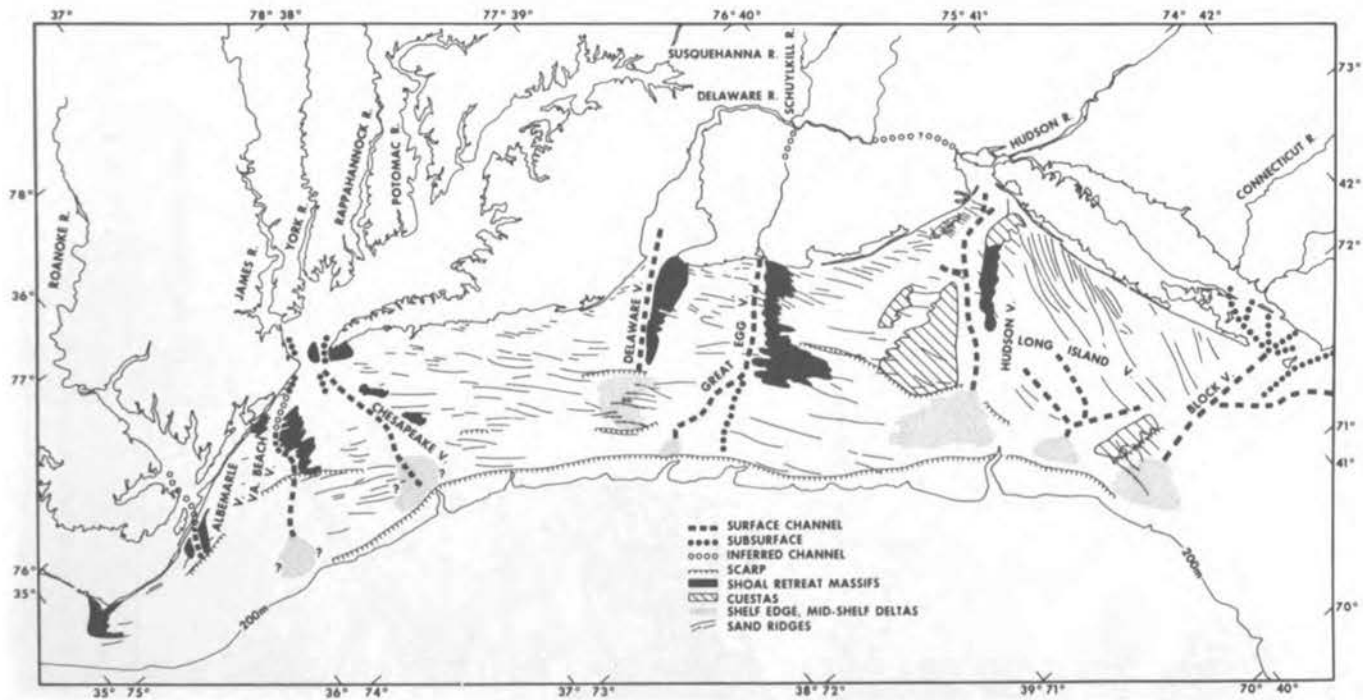 37° 78° 38° 77° 39° 76° 40° 75° 41° 74° 42°
73°
SUSQUEHANNA R.
SCHUYLKILL R.
DELAWARE R.
HUDSON R.
CONNECTICUT R.
ROANOKE R.
JAMES R.
YORK R.
RAPPAHANNOCK R.
POTOMAC R.
?
78°
42°
72°
36°
77°
DELAWARE V.
GREAT EGG V.
HUDSON V.
LONG ISLAND V.
BLOCK V.
CHESAPEAKE V.
VA. BEACH V.
ALBEMARLE V.
71°
41°
?
?
?
?
?
76°
35°
200m
200m
70°
SURFACE CHANNEL
SUBSURFACE
INFERRED CHANNEL
SCARP
SHOAL RETREAT MASSIFS
CUESTAS
SHELF EDGE, MID-SHELF DELTAS
SAND RIDGES
35° 75° 36° 74° 37° 73° 38° 72° 39° 71° 40°